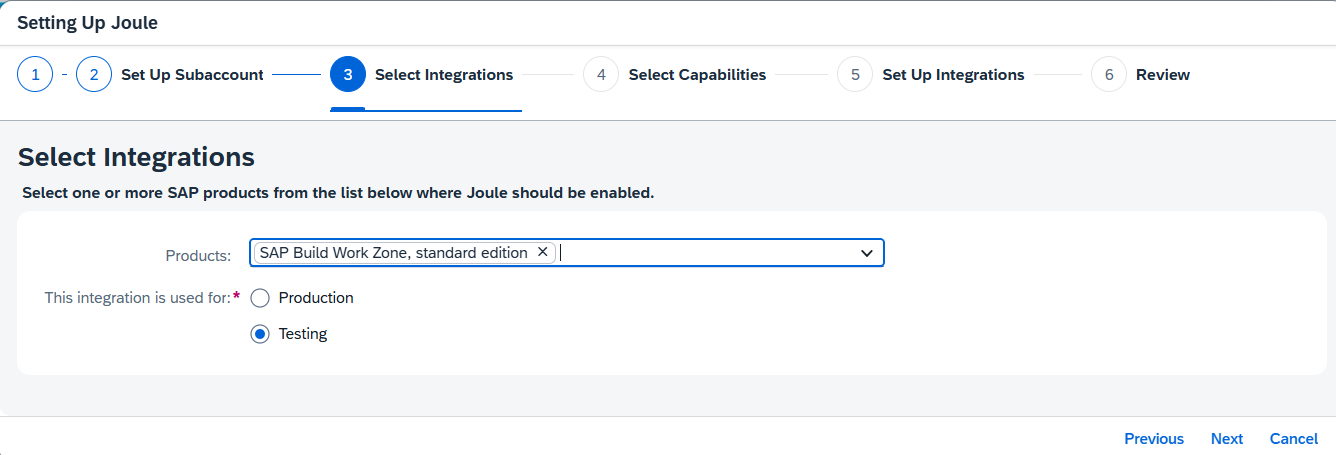 Setting Up Joule
1 - 2 Set Up Subaccount 3 Select Integrations 4 Select Capabilities 5 Set Up Integrations 6 Review
Select Integrations
Select one or more SAP products from the list below where Joule should be enabled.
Products: SAP Build Work Zone, standard edition
This integration is used for:* Production
Testing
Previous Next Cancel